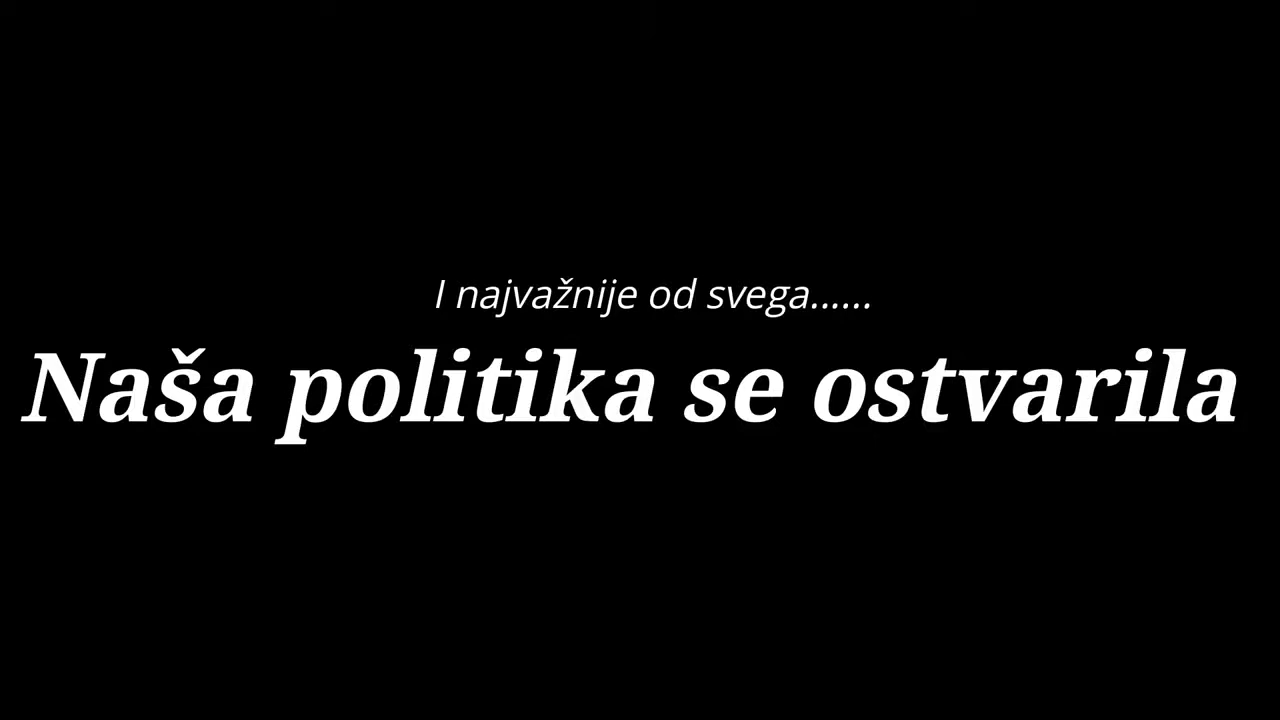 I najvažnije od svega......
Naša politika se ostvarila